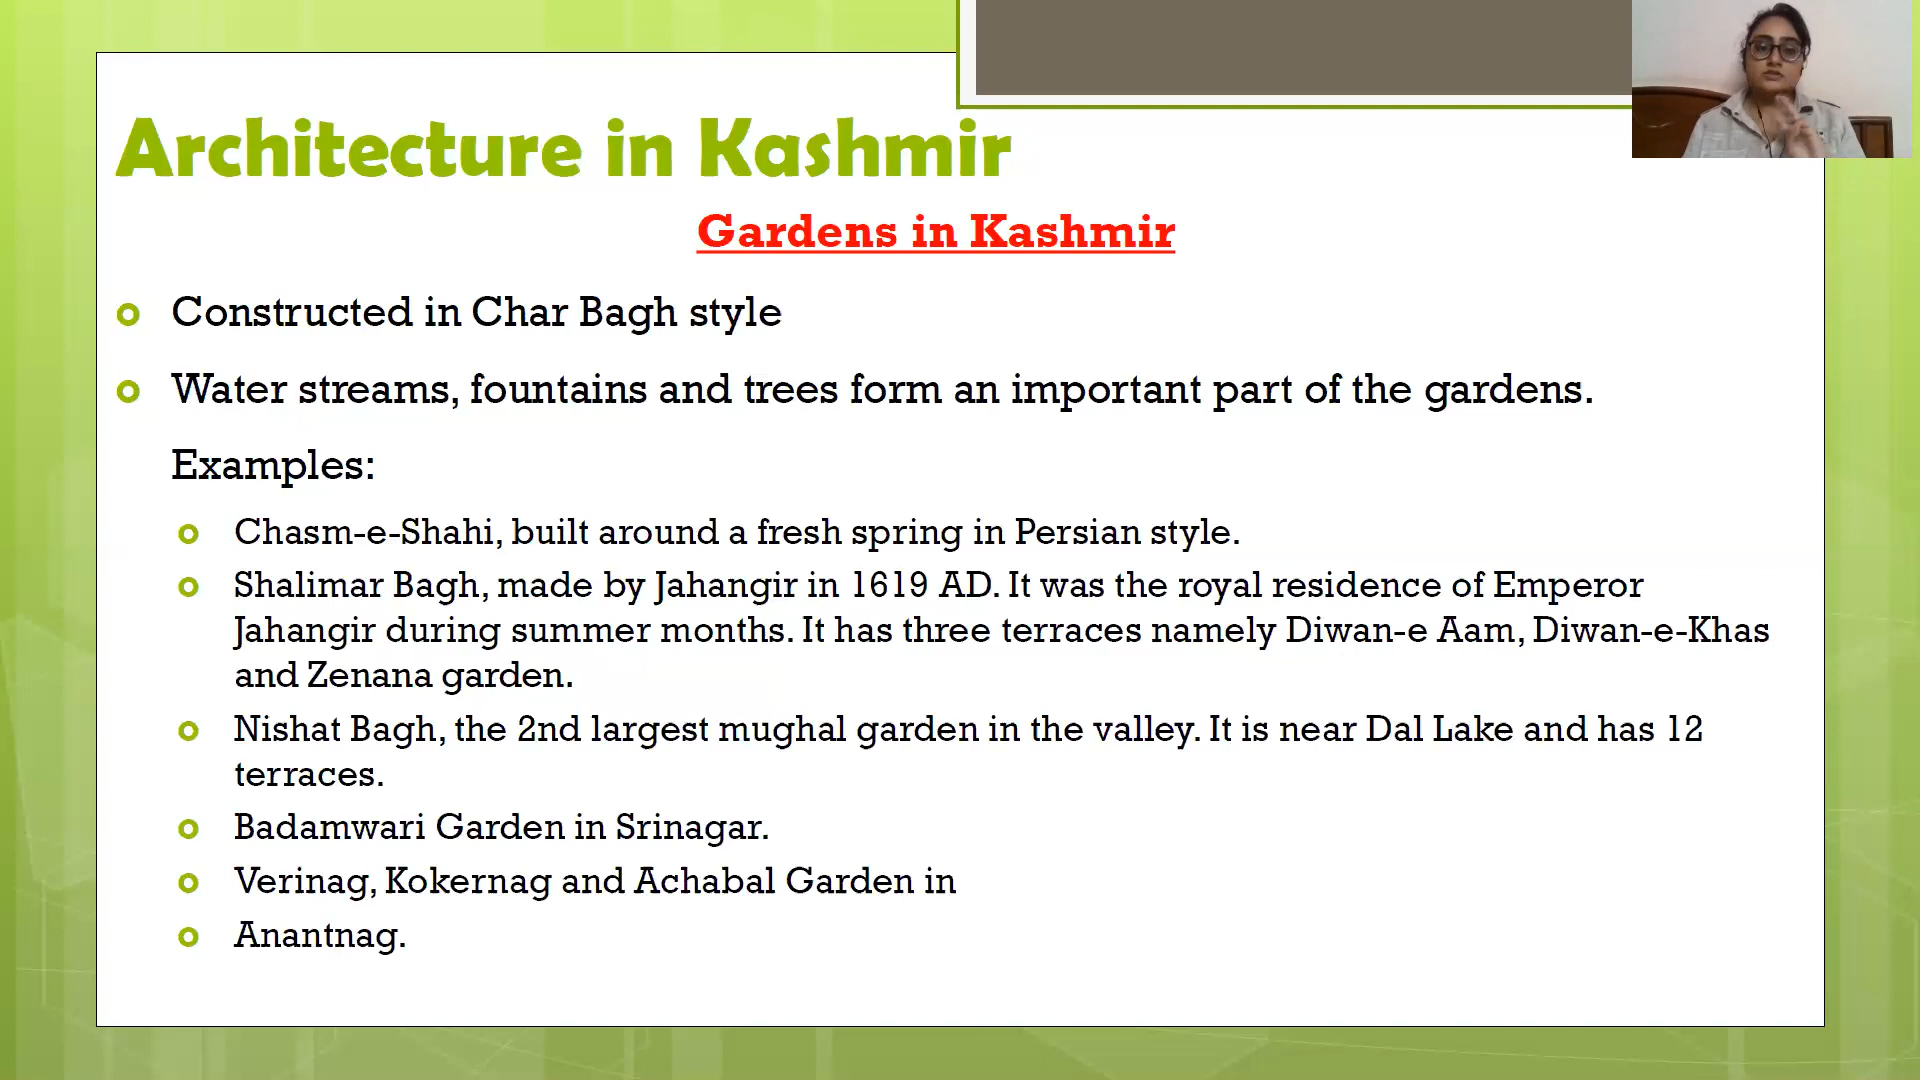 Architecture in Kashmir
Gardens in Kashmir
Constructed in Char Bagh style
Water streams, fountains and trees form an important part of the gardens.
Examples:
Chasm-e-Shahi, built around a fresh spring in Persian style.
Shalimar Bagh, made by Jahangir in 1619 AD. It was the royal residence of Emperor
Jahangir during summer months. It has three terraces namely Diwan-e Aam, Diwan-e-Khas
and Zenana garden.
Nishat Bagh, the 2nd largest mughal garden in the valley. It is near Dal Lake and has 12
terraces.
Badamwari Garden in Srinagar.
Verinag, Kokernag and Achabal Garden in
Anantnag.